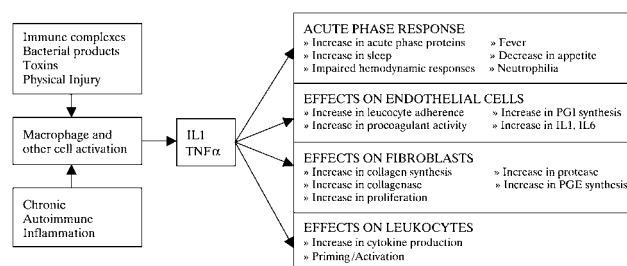 Immune complexes
Bacterial products
Toxins
Physical Injury
Macrophage and
other cell activation
Chronic
Autoimmune
Inflammation
IL1
TNFα
ACUTE PHASE RESPONSE
» Increase in acute phase proteins » Fever
» Increase in sleep » Decrease in appetite
» Impaired hemodynamic responses » Neutrophilia
EFFECTS ON ENDOTHELIAL CELLS
» Increase in leucocyte adherence » Increase in PGI synthesis
» Increase in procoagulant activity » Increase in IL1, IL6
EFFECTS ON FIBROBLASTS
» Increase in collagen synthesis » Increase in protease
» Increase in collagenase » Increase in PGE synthesis
» Increase in proliferation
EFFECTS ON LEUKOCYTES
» Increase in cytokine production
» Priming/Activation